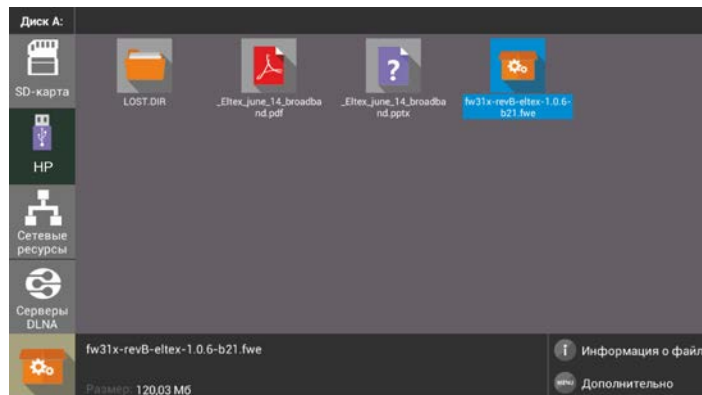 Диск A:
SD-карта
HP
Сетевые
ресурсы
Серверы
DLNA
LOST.DIR
_Eltex_june_14_broadba
nd.pdf
_Eltex_june_14_broadba
nd.pptx
?
fw31x-revB-eltex-1.0.6-
b21.fwe
fw31x-revB-eltex-1.0.6-b21.fwe
Размер: 120,03 Мб
i Информация о файл
MENU Дополнительно